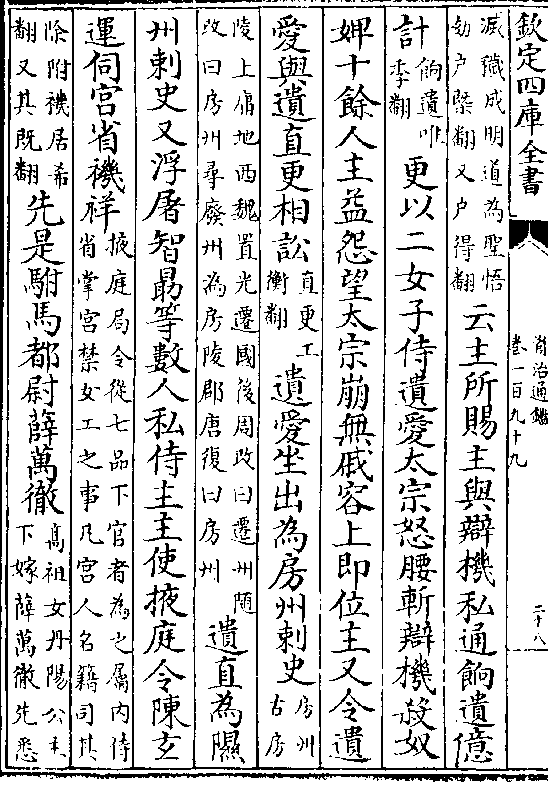 欽定四庫全書
資治通鑑
卷一百九十九
二十八
滅殲咸明道為聖悟
幼户槩翻又户得翻
云主所賜主與辯機私通餉遺億
計
餉遺唯
季翻
更以二女子侍遺愛太宗怒腰斬辯機殺奴
婢十餘人主益怨望太宗崩無戚容上即位主又令遺
愛與遺直更相訟
直更工
衡翻
遺愛坐出為房州刺史
房州
古房
陵上庸地西魏置光遷國後周改曰遷州隋
改曰房州尋廢州為房陵郡唐復曰房州
遺直為隰
州刺史又浮屠智勗等數人私侍主主使掖庭令陳玄
運伺宮省禨祥
掖庭局令從七品下宦者為之屬内侍
省掌宮禁女工之事凡宮人名籍司其
除附禨居希
翻又其既翻
先是駙馬都尉薛萬徹
高祖女丹陽公主
下嫁薛萬徹先悉